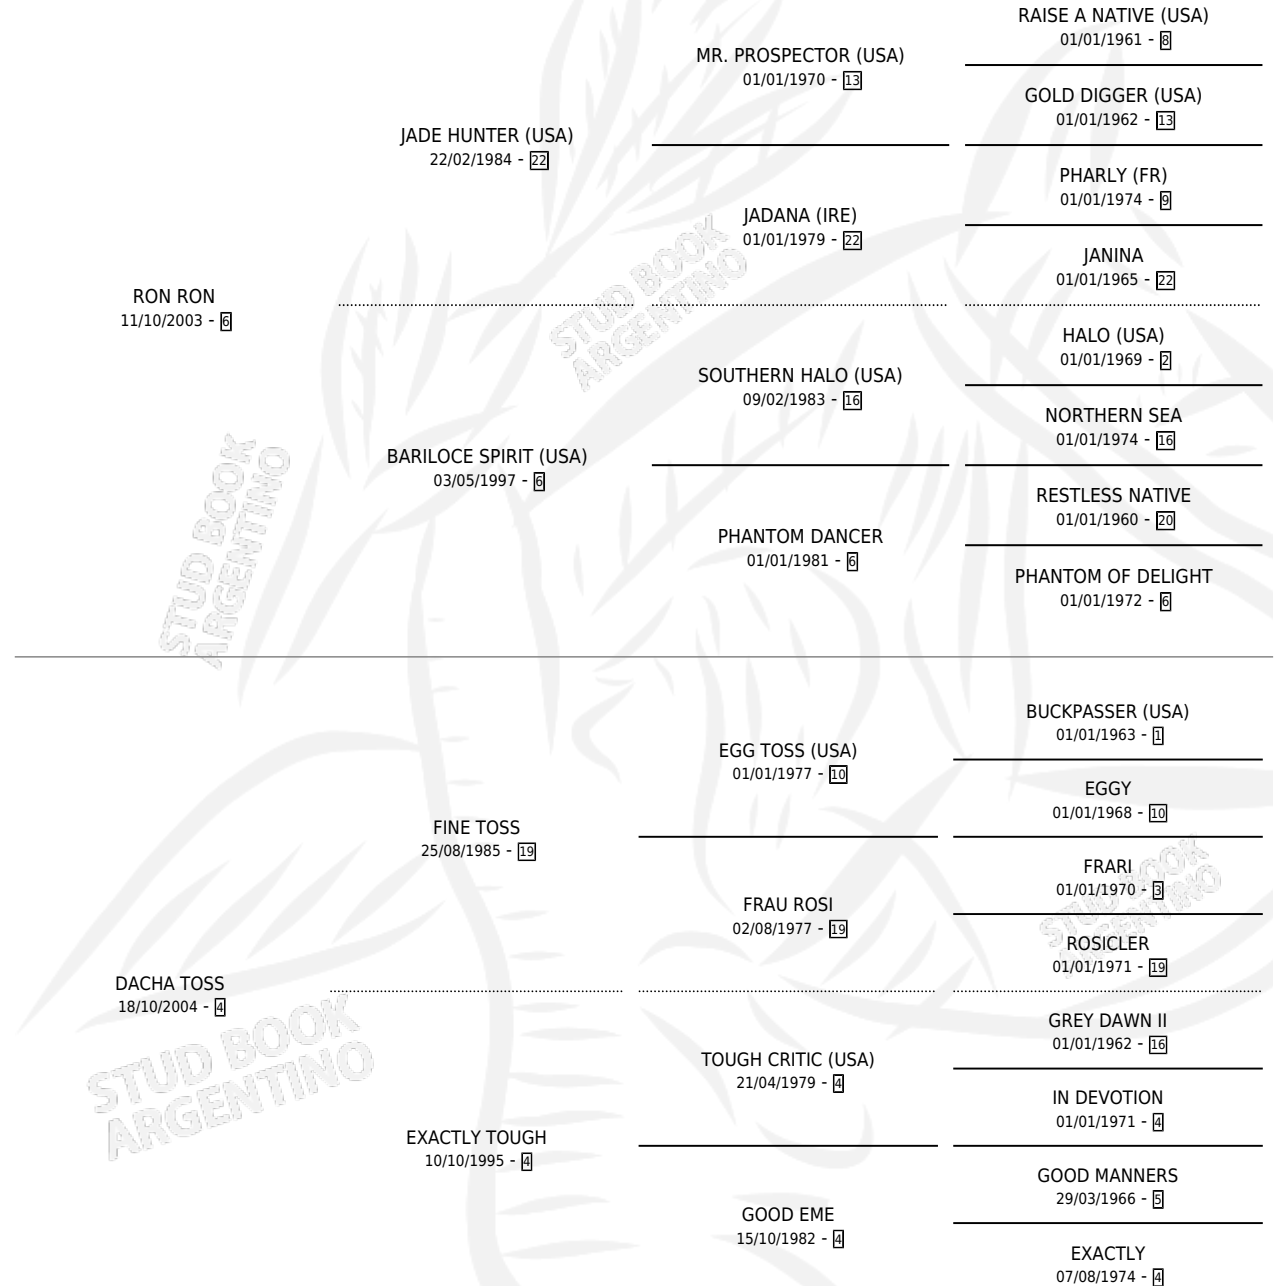 RAISE A NATIVE (USA)
01/01/1961 - 8
MR. PROSPECTOR (USA)
01/01/1970 - 13
GOLD DIGGER (USA)
01/01/1962 - 13
JADE HUNTER (USA)
22/02/1984 - 22
PHARLY (FR)
01/01/1974 - 9
JADANA (IRE)
01/01/1979 - 22
JANINA
01/01/1965 - 22
RON RON
11/10/2003 - 6
HALO (USA)
01/01/1969 - 2
SOUTHERN HALO (USA)
09/02/1983 - 16
NORTHERN SEA
01/01/1974 - 16
BARILOCE SPIRIT (USA)
03/05/1997 - 6
RESTLESS NATIVE
01/01/1960 - 20
PHANTOM DANCER
01/01/1981 - 6
PHANTOM OF DELIGHT
01/01/1972 - 6
BUCKPASSER (USA)
01/01/1963 - 1
EGG TOSS (USA)
01/01/1977 - 10
EGGY
01/01/1968 - 10
FINE TOSS
25/08/1985 - 19
FRARI
01/01/1970 - 3
FRAU ROSI
02/08/1977 - 19
ROSICLER
01/01/1971 - 19
DACHA TOSS
18/10/2004 - 4
GREY DAWN II
01/01/1962 - 16
TOUGH CRITIC (USA)
21/04/1979 - 4
IN DEVOTION
01/01/1971 - 4
EXACTLY TOUGH
10/10/1995 - 4
GOOD MANNERS
29/03/1966 - 5
GOOD EME
15/10/1982 - 4
EXACTLY
07/08/1974 - 4
STUD BOOK
ARGENTINO
STUD BOOK
ARGENTINO
STUD BOOK
ARGENTINO
STUD BOOK
ARGENTINO